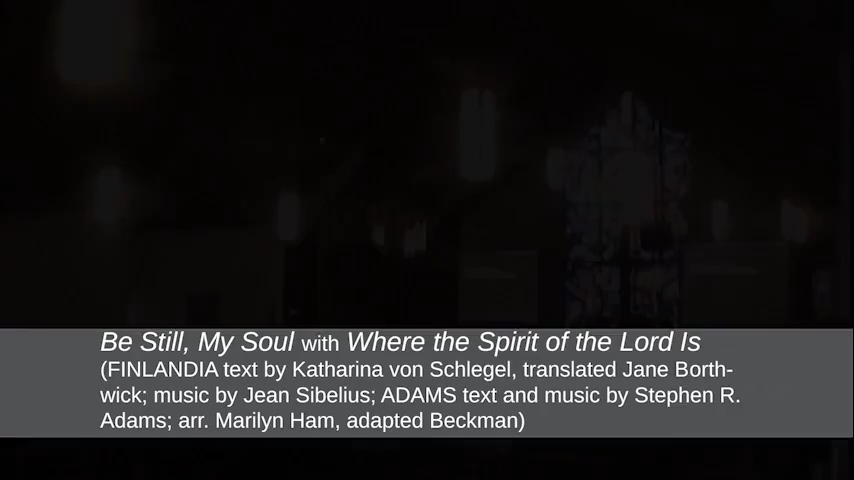 Be Still, My Soul with Where the Spirit of the Lord Is
(FINLANDIA text by Katharina von Schlegel, translated Jane Borth-
wick; music by Jean Sibelius; ADAMS text and music by Stephen R.
Adams; arr. Marilyn Ham, adapted Beckman)